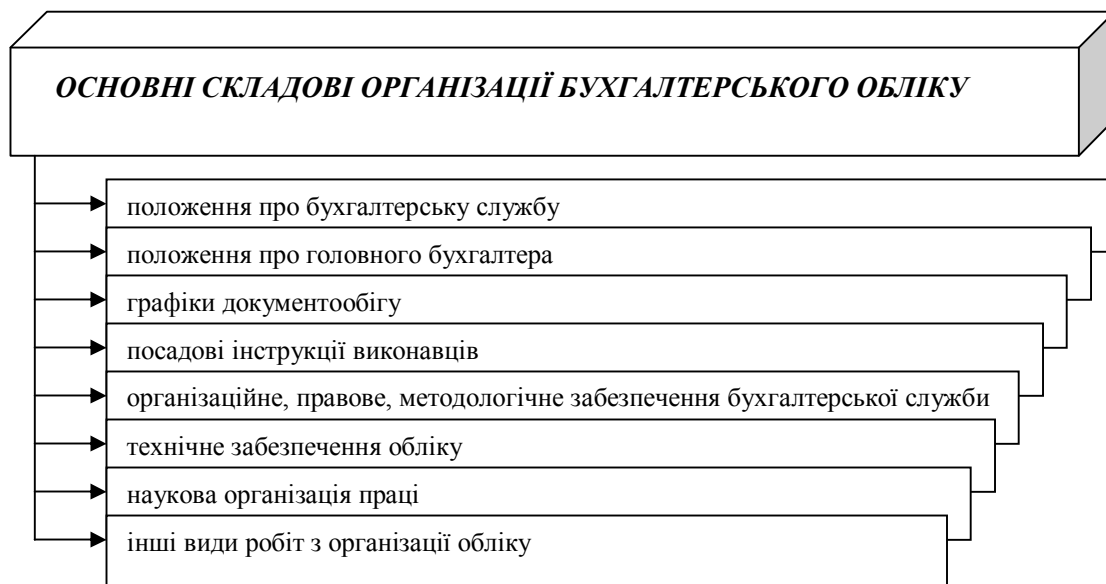 ОСНОВНІ СКЛАДОВІ ОРГАНІЗАЦІЇ БУХГАЛТЕРСЬКОГО ОБЛІКУ
положення про бухгалтерську службу
положення про головного бухгалтера
графіки документообігу
посадові інструкції виконавців
організаційне, правове, методологічне забезпечення бухгалтерської служби
технічне забезпечення обліку
наукова організація праці
інші види робіт з організації обліку